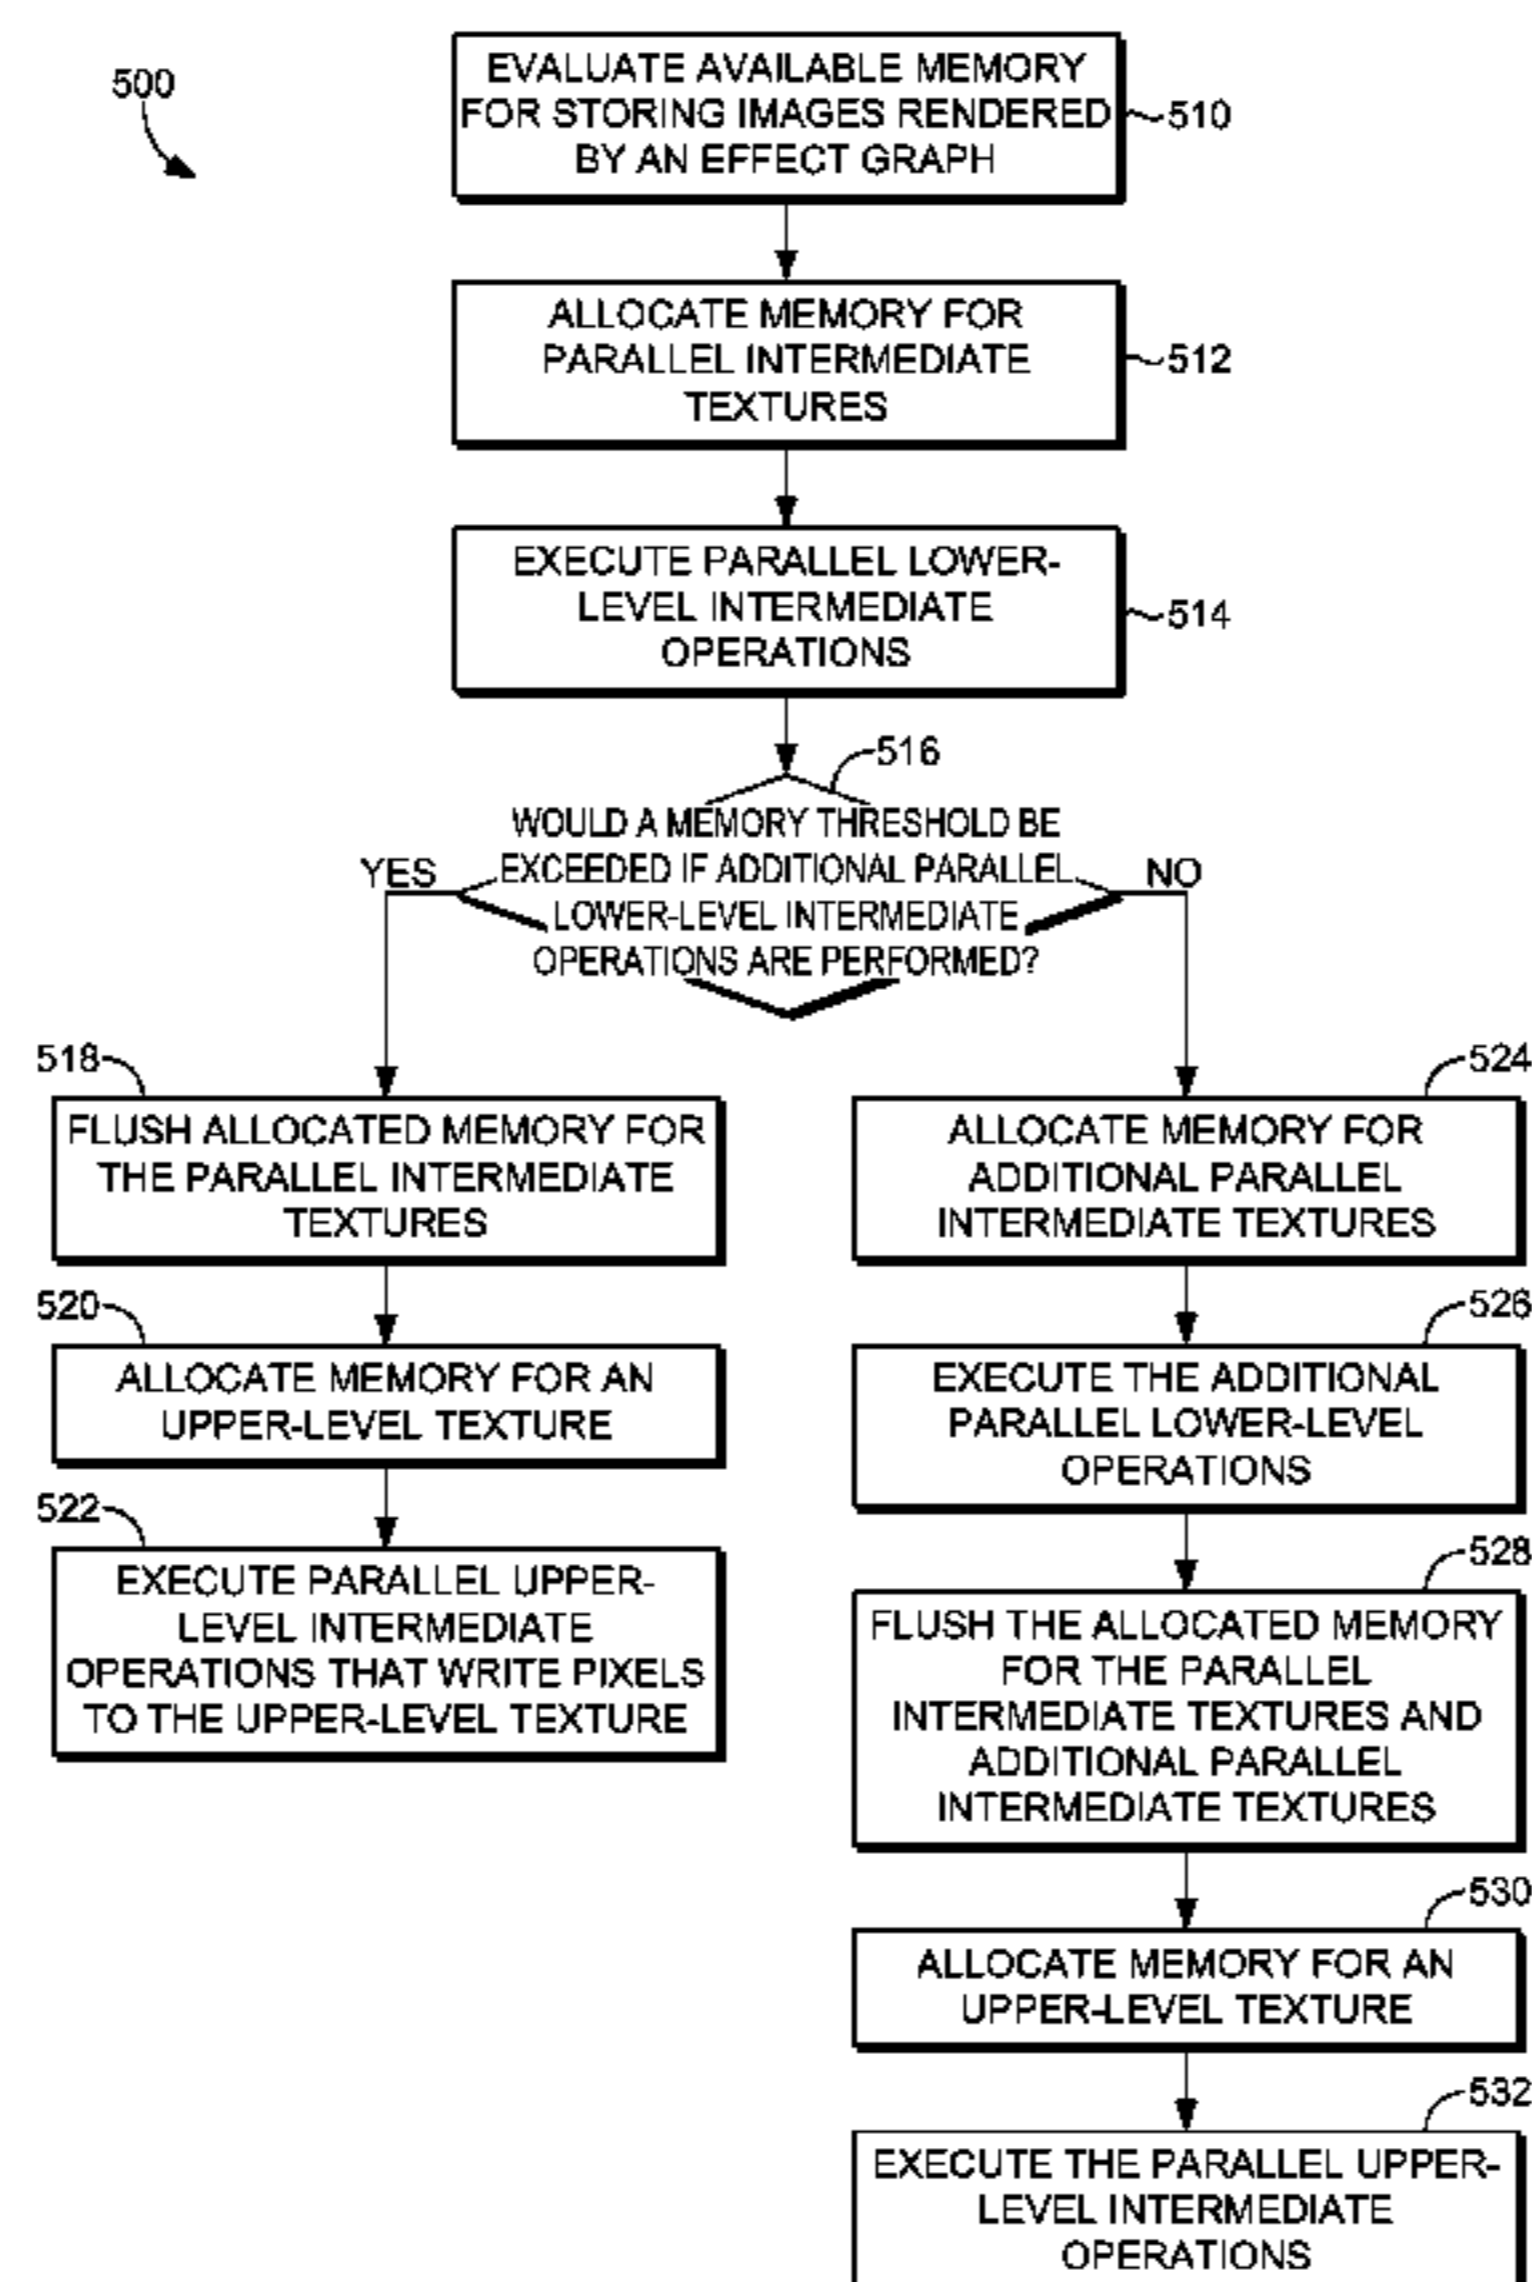 500
EVALUATE AVAILABLE MEMORY
FOR STORING IMAGES RENDERED
BY AN EFFECT GRAPH
510
ALLOCATE MEMORY FOR
PARALLEL INTERMEDIATE
TEXTURES
512
EXECUTE PARALLEL LOWER-
LEVEL INTERMEDIATE
OPERATIONS
514
516
WOULD A MEMORY THRESHOLD BE
EXCEEDED IF ADDITIONAL PARALLEL
LOWER-LEVEL INTERMEDIATE
OPERATIONS ARE PERFORMED?
YES
NO
518
FLUSH ALLOCATED MEMORY FOR
THE PARALLEL INTERMEDIATE
TEXTURES
520
ALLOCATE MEMORY FOR AN
UPPER-LEVEL TEXTURE
522
EXECUTE PARALLEL UPPER-
LEVEL INTERMEDIATE
OPERATIONS THAT WRITE PIXELS
TO THE UPPER-LEVEL TEXTURE
524
ALLOCATE MEMORY FOR
ADDITIONAL PARALLEL
INTERMEDIATE TEXTURES
526
EXECUTE THE ADDITIONAL
PARALLEL LOWER-LEVEL
OPERATIONS
528
FLUSH THE ALLOCATED MEMORY
FOR THE PARALLEL
INTERMEDIATE TEXTURES AND
ADDITIONAL PARALLEL
INTERMEDIATE TEXTURES
530
ALLOCATE MEMORY FOR AN
UPPER-LEVEL TEXTURE
532
EXECUTE THE PARALLEL UPPER-
LEVEL INTERMEDIATE
OPERATIONS